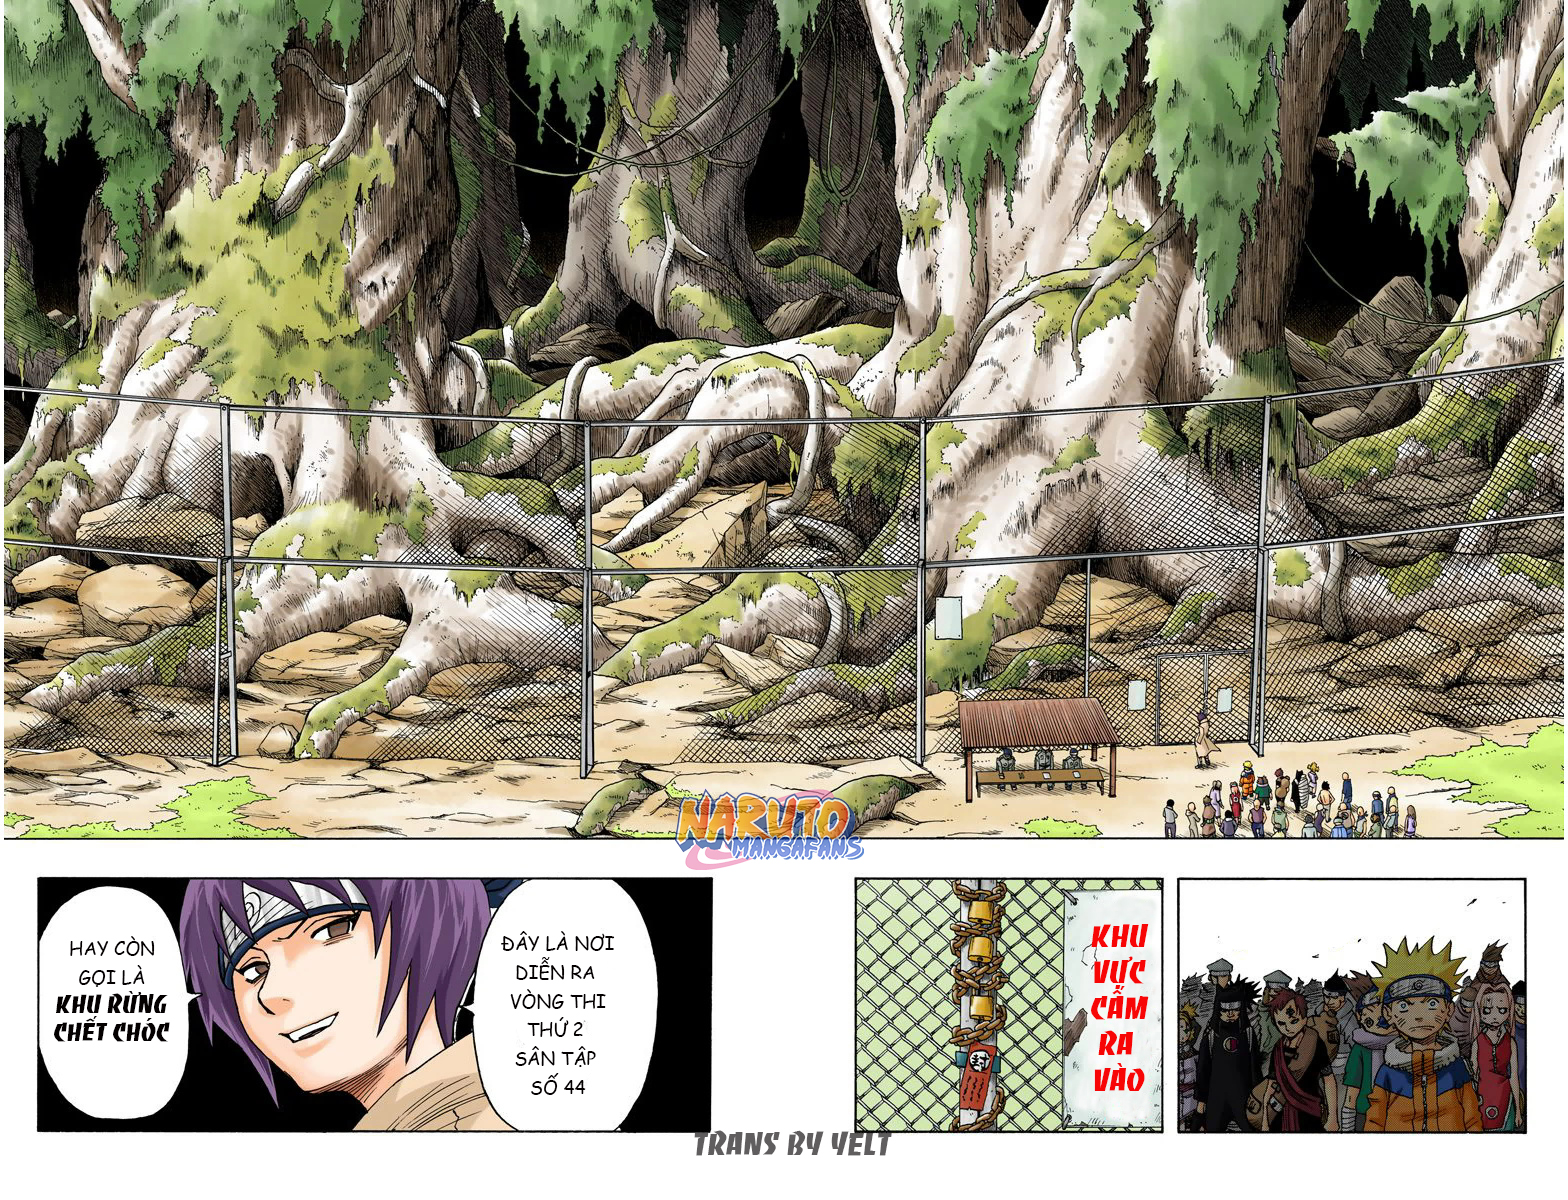 NARUTO
MANGAFANS
KHU
VỰC
CẤM
RA
VÀO
封
ĐÂY LÀ NƠI
DIỄN RA
VÒNG THI
THỨ 2
SÂN TẬP
SỐ 44
HAY CÒN
GỌI LÀ
KHU RỪNG
CHẾT CHÓC
TRANS BY YELT